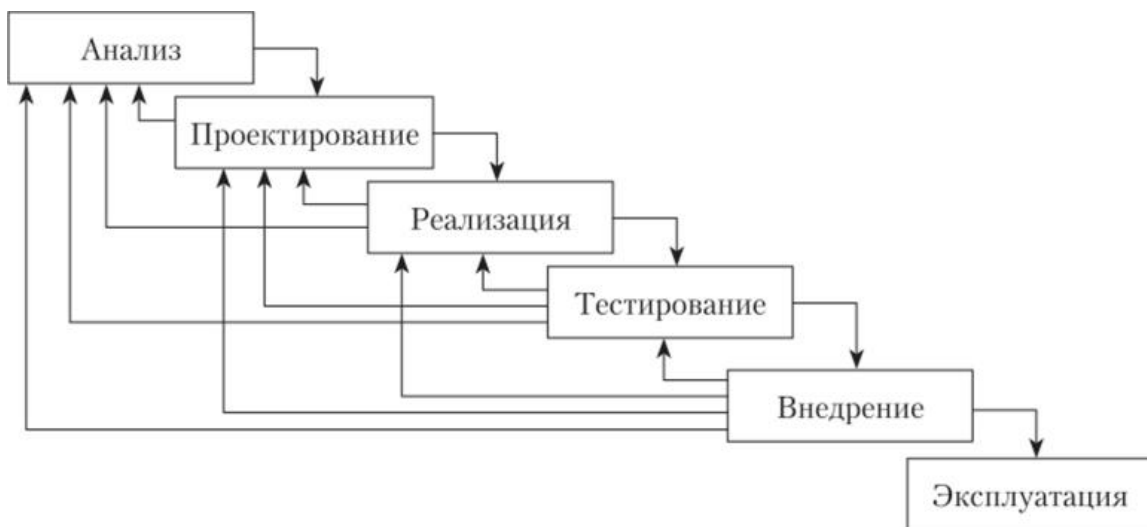 Анализ
Проектирование
Реализация
Тестирование
Внедрение
Эксплуатация